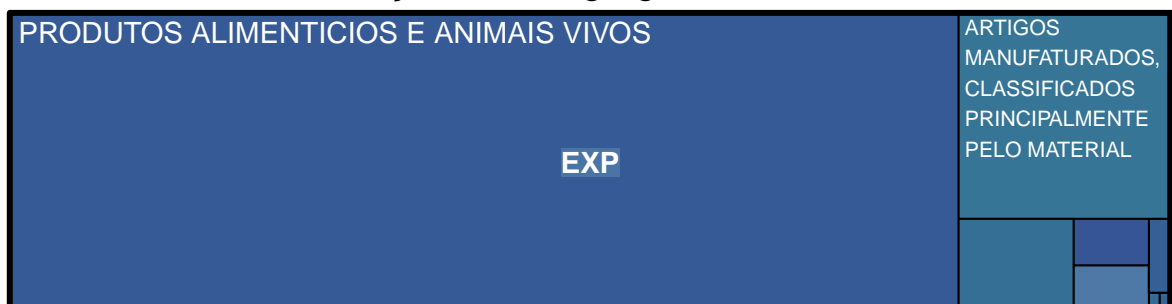 PRODUTOS ALIMENTICIOS E ANIMAIS VIVOS
EXP
ARTIGOS
MANUFATURADOS,
CLASSIFICADOS
PRINCIPALMENTE
PELO MATERIAL